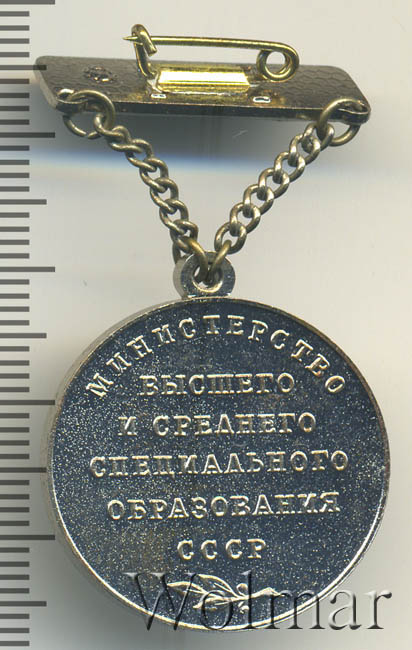 МИНИСТЕРСТВО
ВЫСШЕГО
И СРЕДНЕГО
СПЕЦИАЛЬНОГО
ОБРАЗОВАНИЯ
СССР
Wolmar